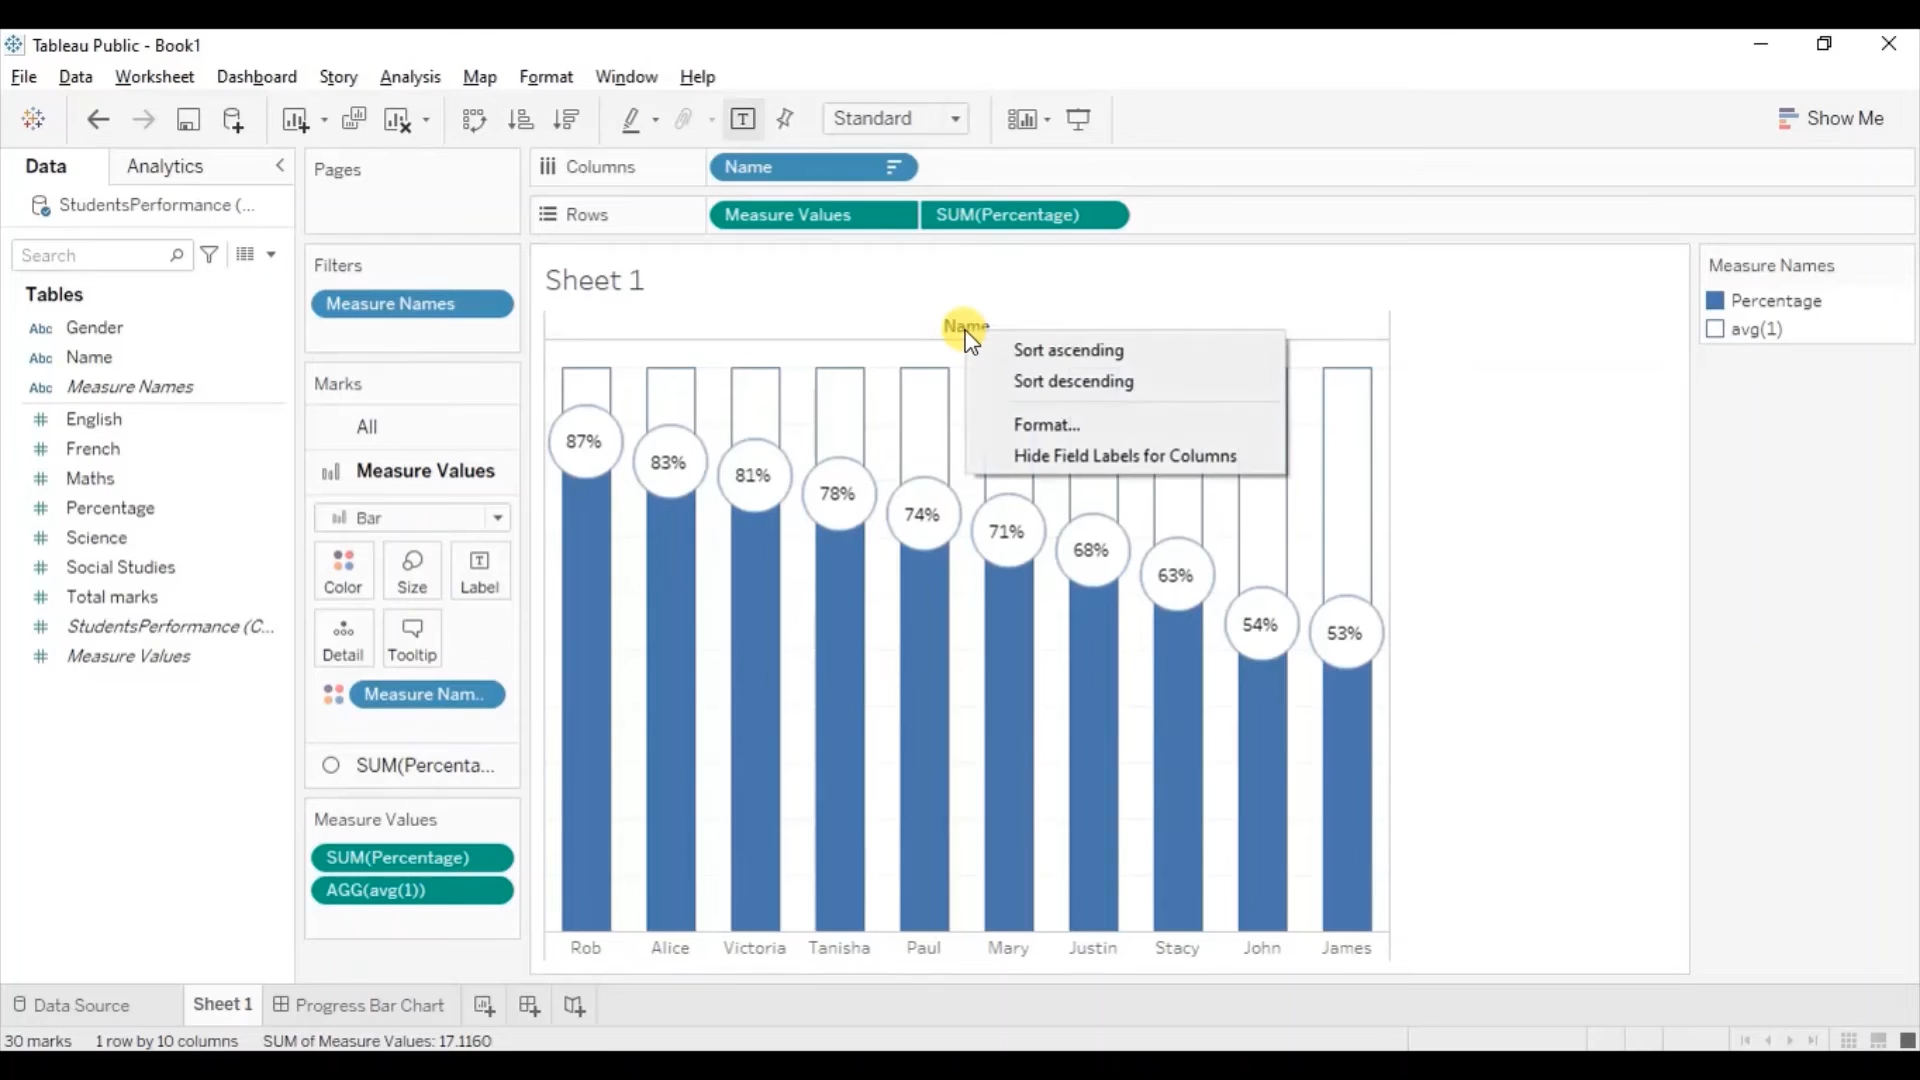 Tableau Public - Book1
File Data Worksheet Dashboard Story Analysis Map Format Window Help
Standard
Show Me
Data Analytics
StudentsPerformance (...
Search
Tables
Abc Gender
Abc Name
Abc Measure Names
# English
# French
# Maths
# Percentage
# Science
# Social Studies
# Total marks
# StudentsPerformance (C...
# Measure Values
Pages
Filters
Measure Names
Marks
All
Measure Values
Bar
Color Size Label
Detail Tooltip
Measure Nam..
SUM(Percenta...
Measure Values
SUM(Percentage)
AGG(avg(1))
Columns Name
Rows Measure Values SUM(Percentage)
Sheet 1
Name
Sort ascending
Sort descending
Format...
Hide Field Labels for Columns
87% 83% 81% 78% 74% 71% 68% 63% 54% 53%
Rob Alice Victoria Tanisha Paul Mary Justin Stacy John James
Measure Names
Percentage
avg(1)
Data Source Sheet 1 Progress Bar Chart
30 marks 1 row by 10 columns SUM of Measure Values: 17.1160